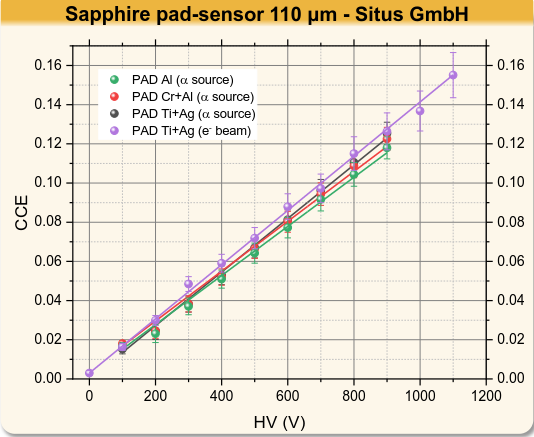 Sapphire pad-sensor 110 µm - Situs GmbH
0.16 0.16
PAD Al (α source)
PAD Cr+Al (α source)
PAD Ti+Ag (α source)
PAD Ti+Ag (e⁻ beam)
0.14 0.14
0.12 0.12
0.10 0.10
CCE
0.08 0.08
0.06 0.06
0.04 0.04
0.02 0.02
0.00 0.00
0 200 400 600 800 1000 1200
HV (V)